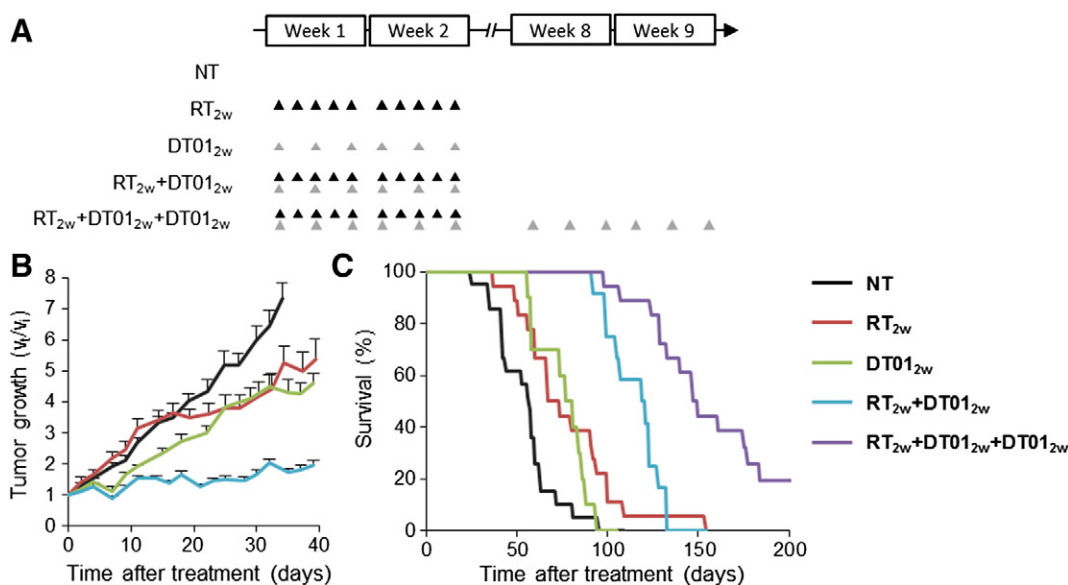 A
Week 1 Week 2 // Week 8 Week 9
NT
RT2w
DT012w
RT2w+DT012w
RT2w+DT012w+DT012w
B
Tumor growth (vt/vi)
8
7
6
5
4
3
2
1
0
0 10 20 30 40
Time after treatment (days)
C
Survival (%)
100
80
60
40
20
0
0 50 100 150 200
Time after treatment (days)
NT
RT2w
DT012w
RT2w+DT012w
RT2w+DT012w+DT012w